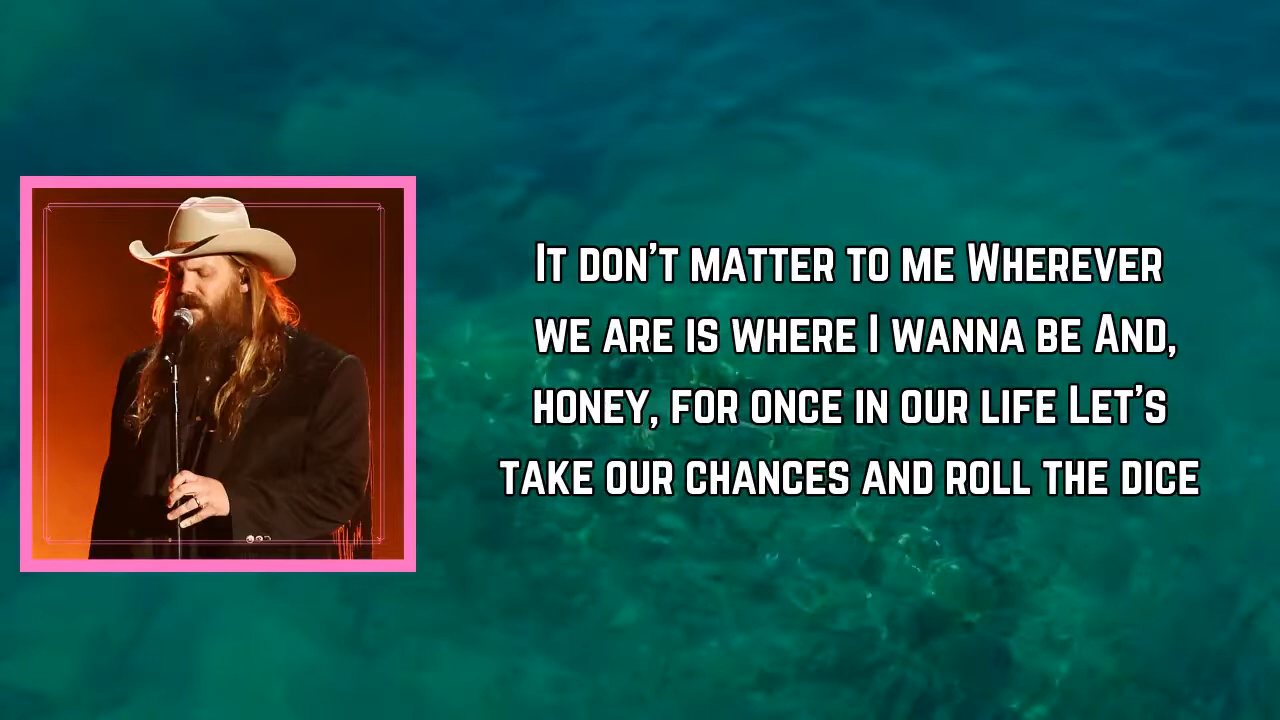 It don't matter to me Wherever
we are is where I wanna be And,
honey, for once in our life Let's
take our chances and roll the dice